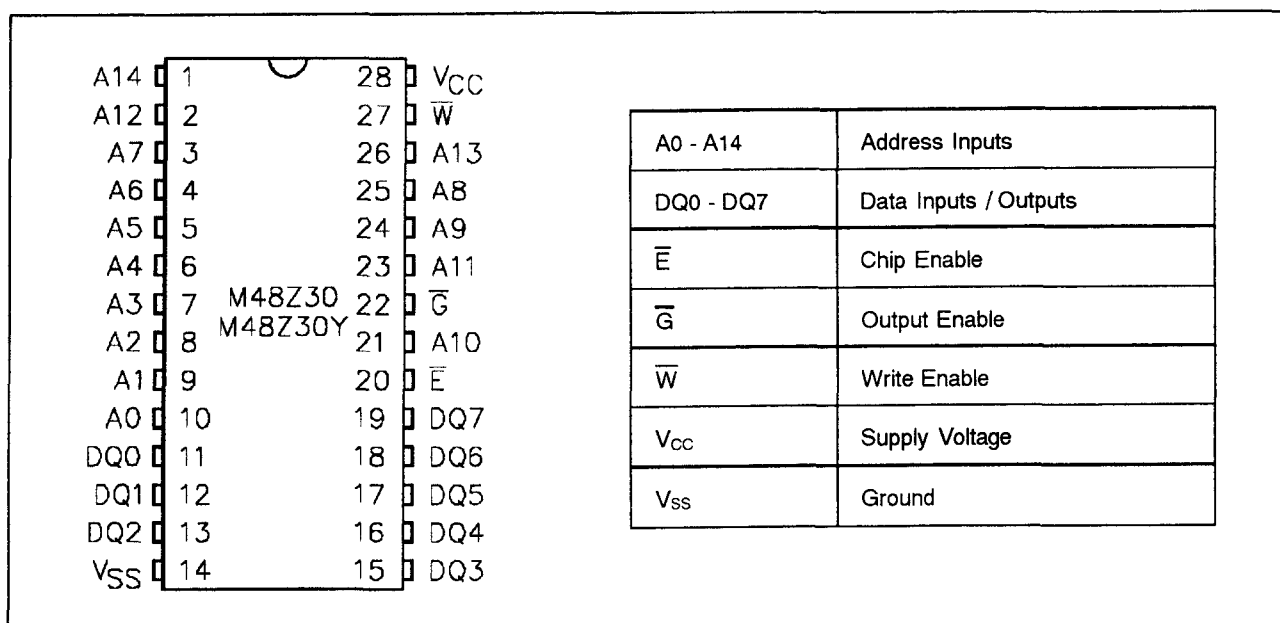 A14 1 28 VCC
A12 2 27 W̅
A7 3 26 A13
A6 4 25 A8
A5 5 24 A9
A4 6 23 A11
A3 7 M48Z30 22 G̅
A2 8 M48Z30Y 21 A10
A1 9 20 E̅
A0 10 19 DQ7
DQ0 11 18 DQ6
DQ1 12 17 DQ5
DQ2 13 16 DQ4
VSS 14 15 DQ3
A0 - A14 Address Inputs
DQ0 - DQ7 Data Inputs / Outputs
E̅ Chip Enable
G̅ Output Enable
W̅ Write Enable
VCC Supply Voltage
VSS Ground